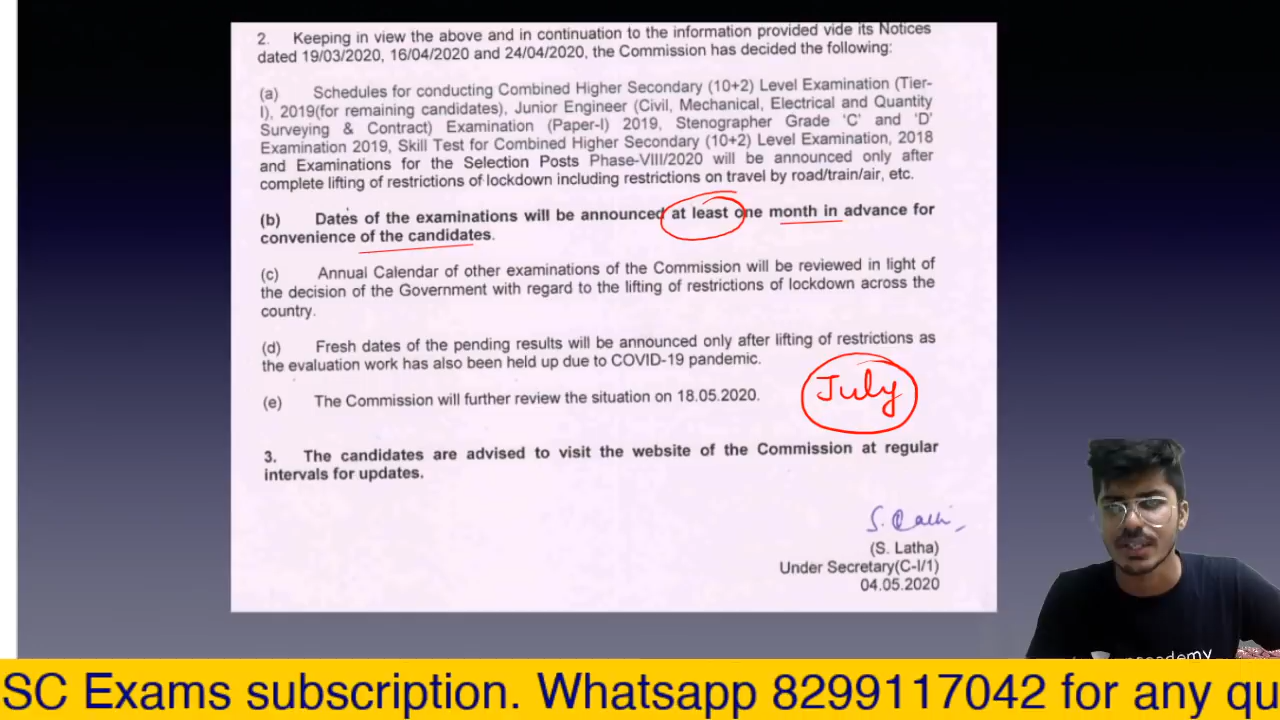 2. Keeping in view the above and in continuation to the information provided vide its Notices
dated 19/03/2020, 16/04/2020 and 24/04/2020, the Commission has decided the following:
(a) Schedules for conducting Combined Higher Secondary (10+2) Level Examination (Tier-
I), 2019(for remaining candidates), Junior Engineer (Civil, Mechanical, Electrical and Quantity
Surveying & Contract) Examination (Paper-I) 2019, Stenographer Grade 'C' and 'D'
Examination 2019, Skill Test for Combined Higher Secondary (10+2) Level Examination, 2018
and Examinations for the Selection Posts Phase-VIII/2020 will be announced only after
complete lifting of restrictions of lockdown including restrictions on travel by road/train/air, etc.
(b) Dates of the examinations will be announced at least one month in advance for
convenience of the candidates.
(c) Annual Calendar of other examinations of the Commission will be reviewed in light of
the decision of the Government with regard to the lifting of restrictions of lockdown across the
country.
(d) Fresh dates of the pending results will be announced only after lifting of restrictions as
the evaluation work has also been held up due to COVID-19 pandemic.
(e) The Commission will further review the situation on 18.05.2020.
July
3. The candidates are advised to visit the website of the Commission at regular
intervals for updates.
(S. Latha)
Under Secretary(C-I/1)
04.05.2020
SC Exams subscription. Whatsapp 8299117042 for any qu